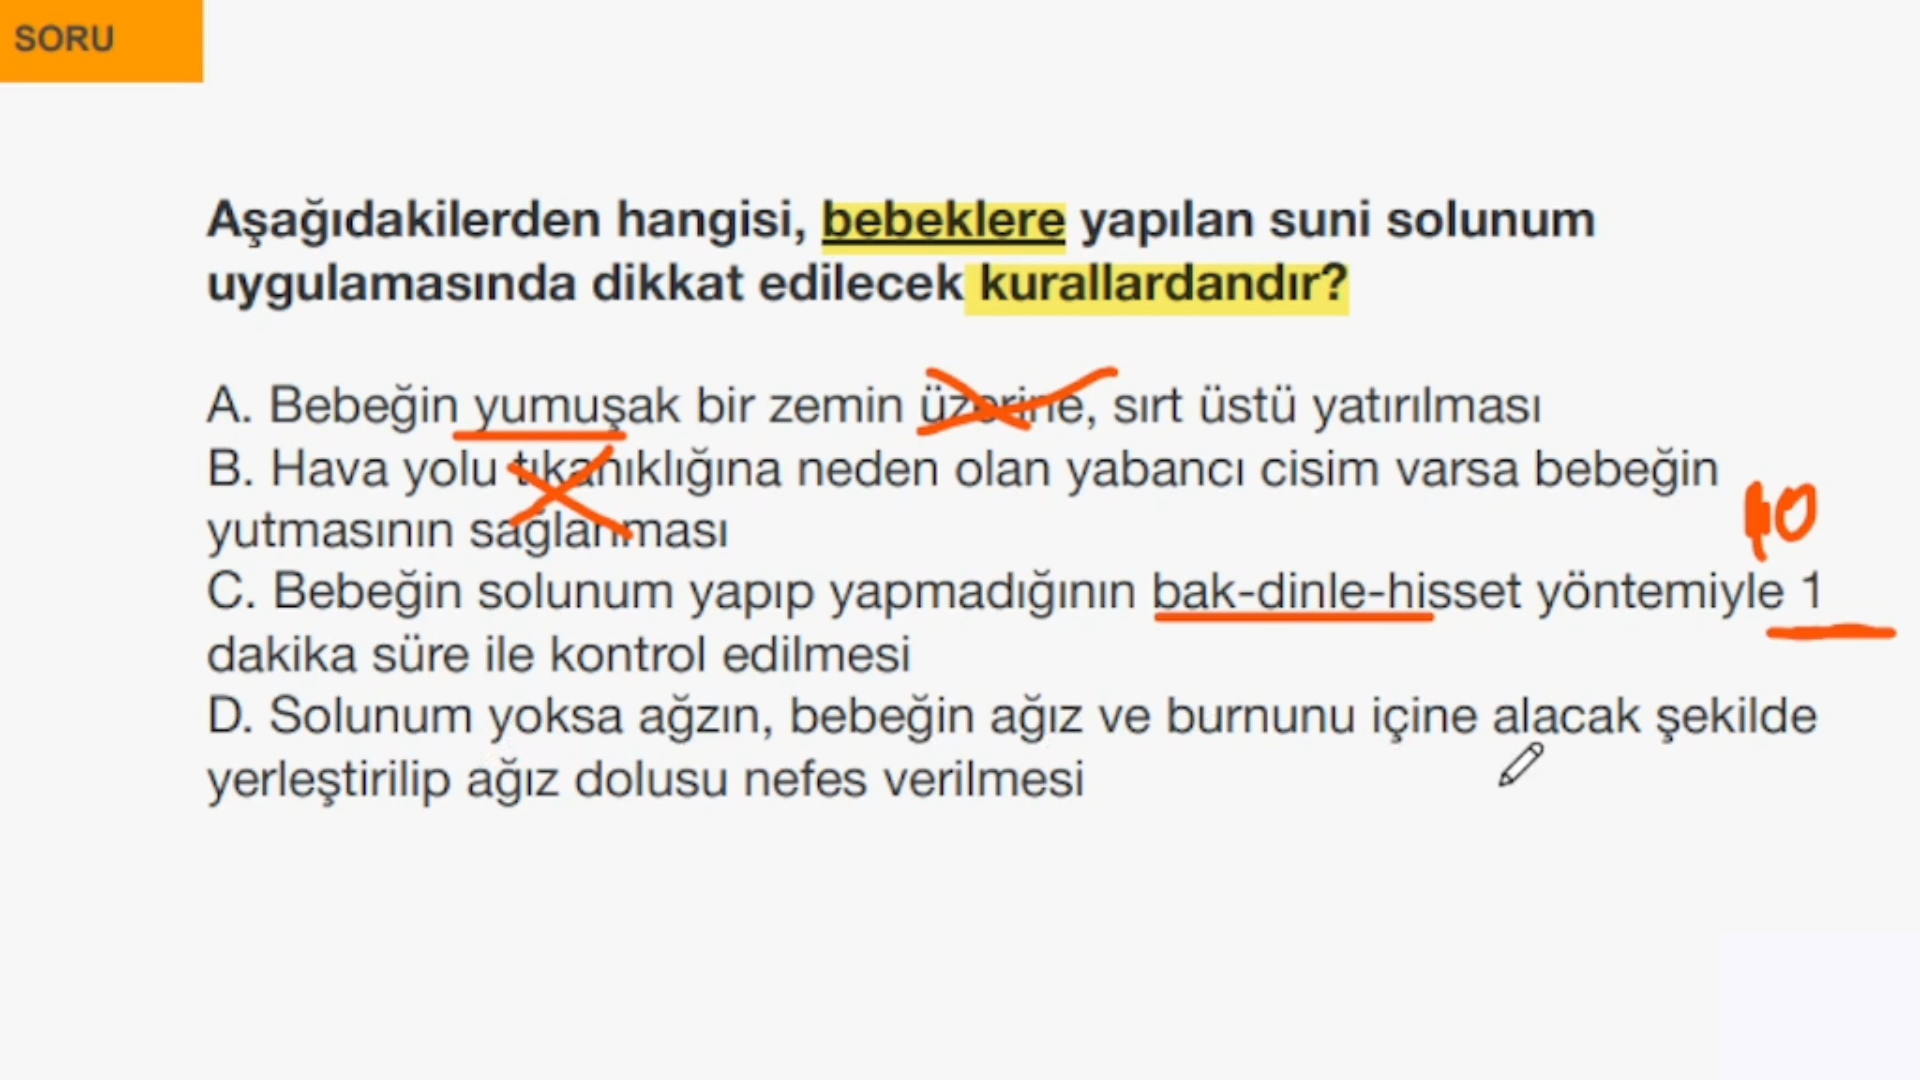 SORU
Aşağıdakilerden hangisi, bebeklere yapılan suni solunum
uygulamasında dikkat edilecek kurallardandır?
A. Bebeğin yumuşak bir zemin üzerine, sırt üstü yatırılması
B. Hava yolu tıkanıklığına neden olan yabancı cisim varsa bebeğin
yutmasının sağlanması
10
C. Bebeğin solunum yapıp yapmadığının bak-dinle-hisset yöntemiyle 1
dakika süre ile kontrol edilmesi
D. Solunum yoksa ağzın, bebeğin ağız ve burnunu içine alacak şekilde
yerleştirilip ağız dolusu nefes verilmesi